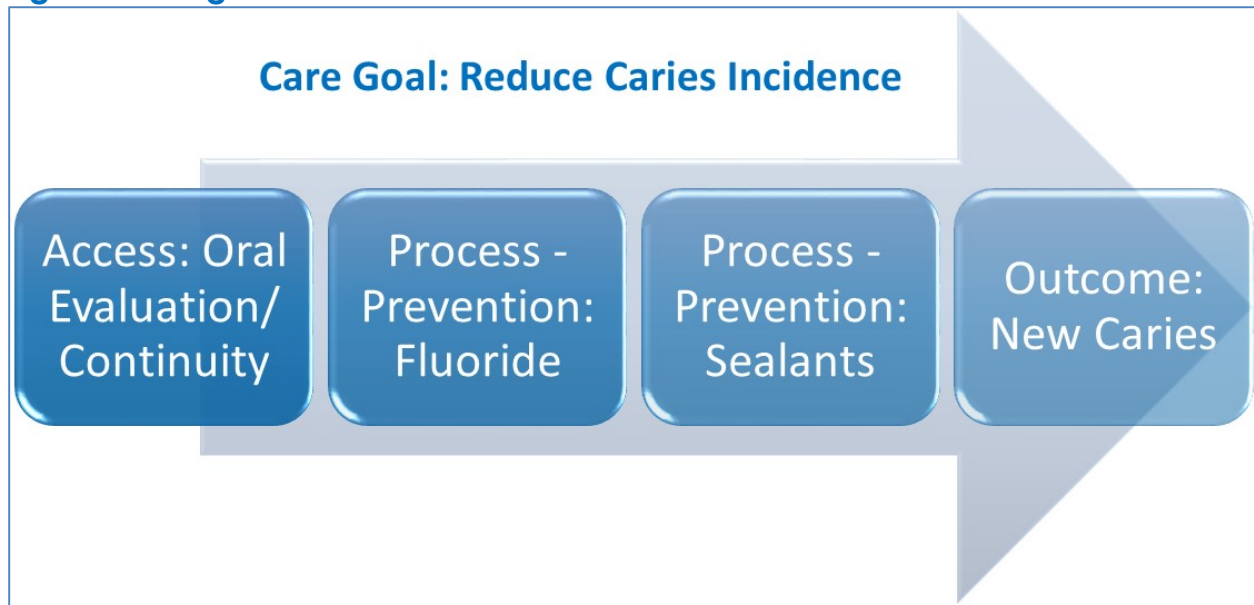 Care Goal: Reduce Caries Incidence
Access: Oral
Evaluation/
Continuity
Process -
Prevention:
Fluoride
Process -
Prevention:
Sealants
Outcome:
New Caries